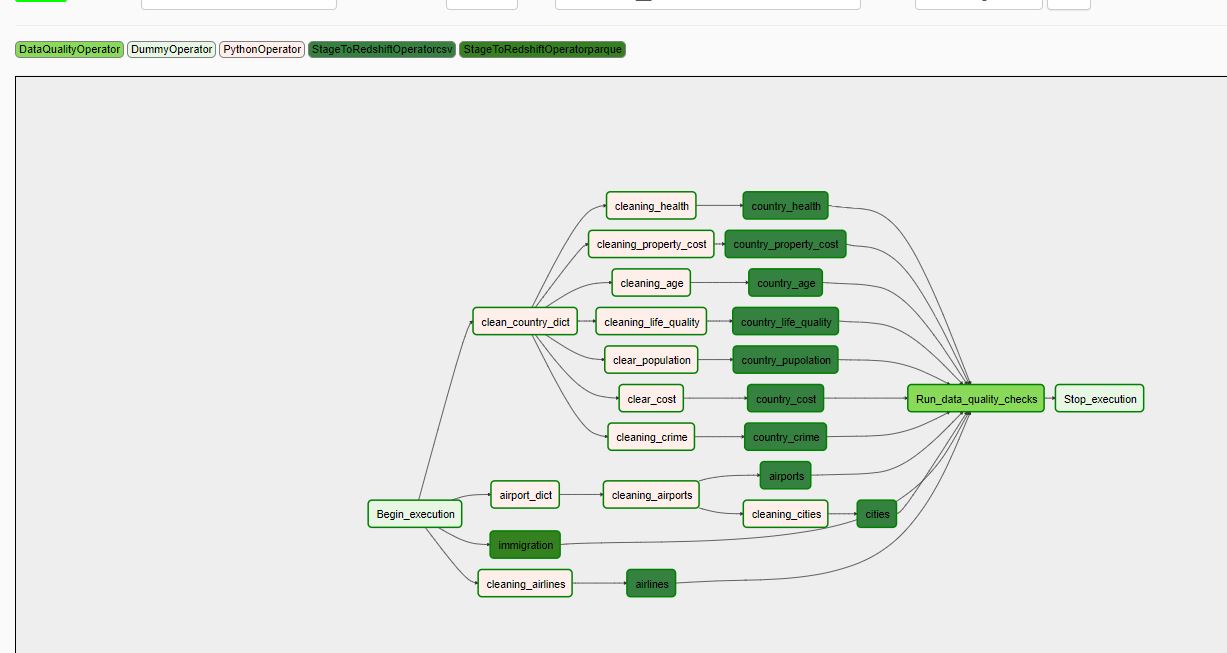 DataQualityOperator DummyOperator PythonOperator StageToRedshiftOperatorcsv StageToRedshiftOperatorparque
cleaning_health country_health
cleaning_property_cost country_property_cost
cleaning_age country_age
clean_country_dict cleaning_life_quality country_life_quality
clear_population country_pupolation
clear_cost country_cost Run_data_quality_checks Stop_execution
cleaning_crime country_crime
airports
airport_dict cleaning_airports
Begin_execution cleaning_cities cities
immigration
cleaning_airlines airlines